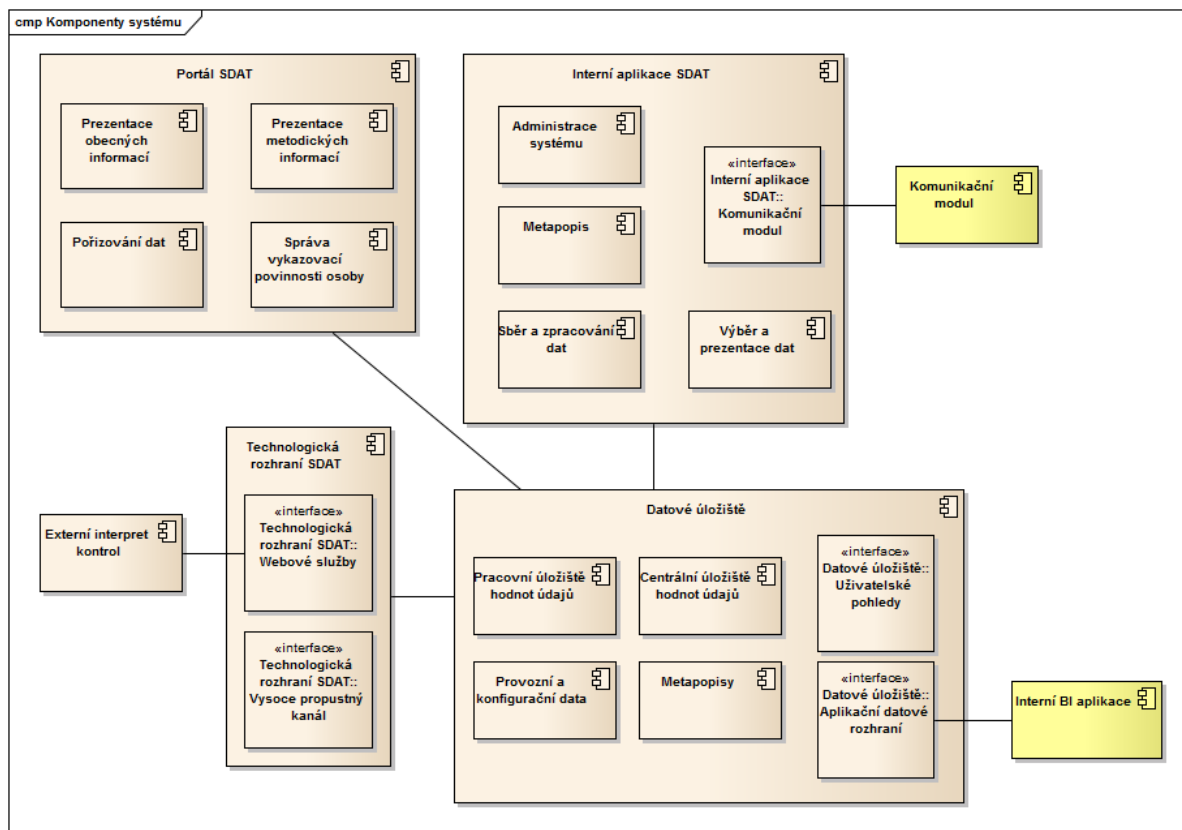 cmp Komponenty systému
Portál SDAT
Prezentace
obecných
informací
Prezentace
metodických
informací
Pořizování dat
Správa
vykazovací
povinnosti osoby
Interní aplikace SDAT
Administrace
systému
«interface»
Interní aplikace
SDAT::
Komunikační
modul
Metapopis
Sběr a zpracování
dat
Výběr a
prezentace dat
Komunikační
modul
Technologická
rozhraní SDAT
«interface»
Technologická
rozhraní SDAT::
Webové služby
«interface»
Technologická
rozhraní SDAT::
Vysoce propustný
kanál
Externí interpret
kontrol
Datové úložiště
Pracovní úložiště
hodnot údajů
Centrální úložiště
hodnot údajů
«interface»
Datové úložiště::
Uživatelské
pohledy
Provozní a
konfigurační data
Metapopisy
«interface»
Datové úložiště::
Aplikační datové
rozhraní
Interní BI aplikace